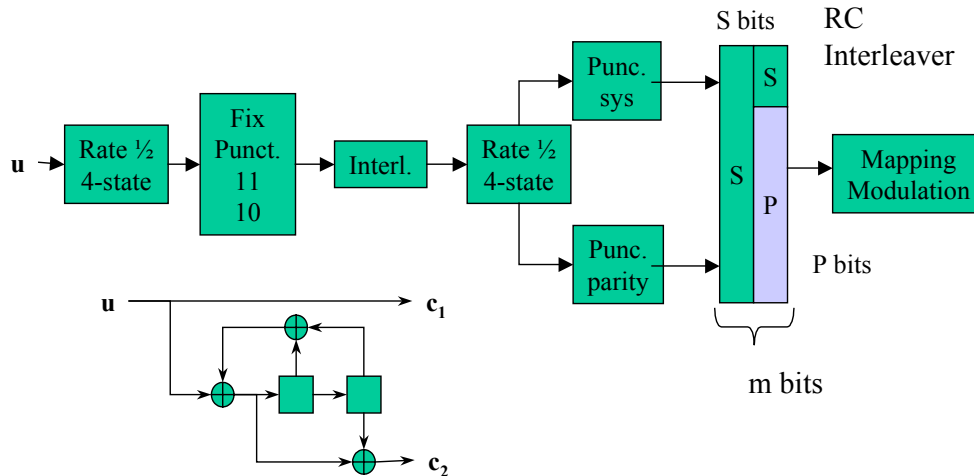 S bits
RC
Interleaver
Punc.
sys
S
Fix
Punct.
11
10
u
Rate ½
4-state
Interl.
Rate ½
4-state
S
P
Mapping
Modulation
Punc.
parity
P bits
u
c₁
m bits
c₂